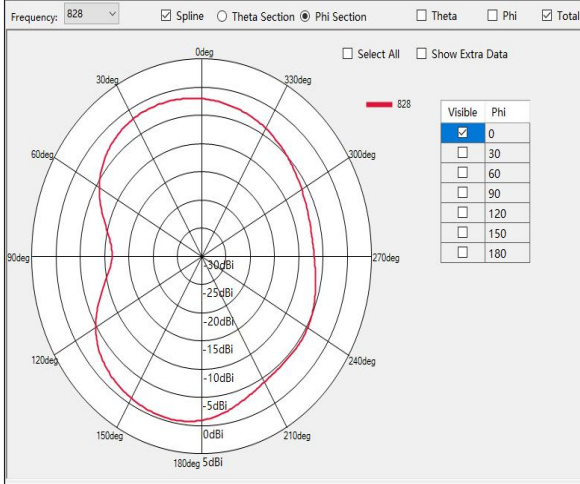 Frequency: 828 Spline Theta Section Phi Section Theta Phi Total
Select All Show Extra Data
0deg
30deg 330deg
828
Visible Phi
0
30
60
90
120
150
180
60deg 300deg
90deg 270deg
-30dBi
-25dBi
-20dBi
-15dBi
120deg 240deg
-10dBi
-5dBi
150deg 0dBi 210deg
180deg 5dBi